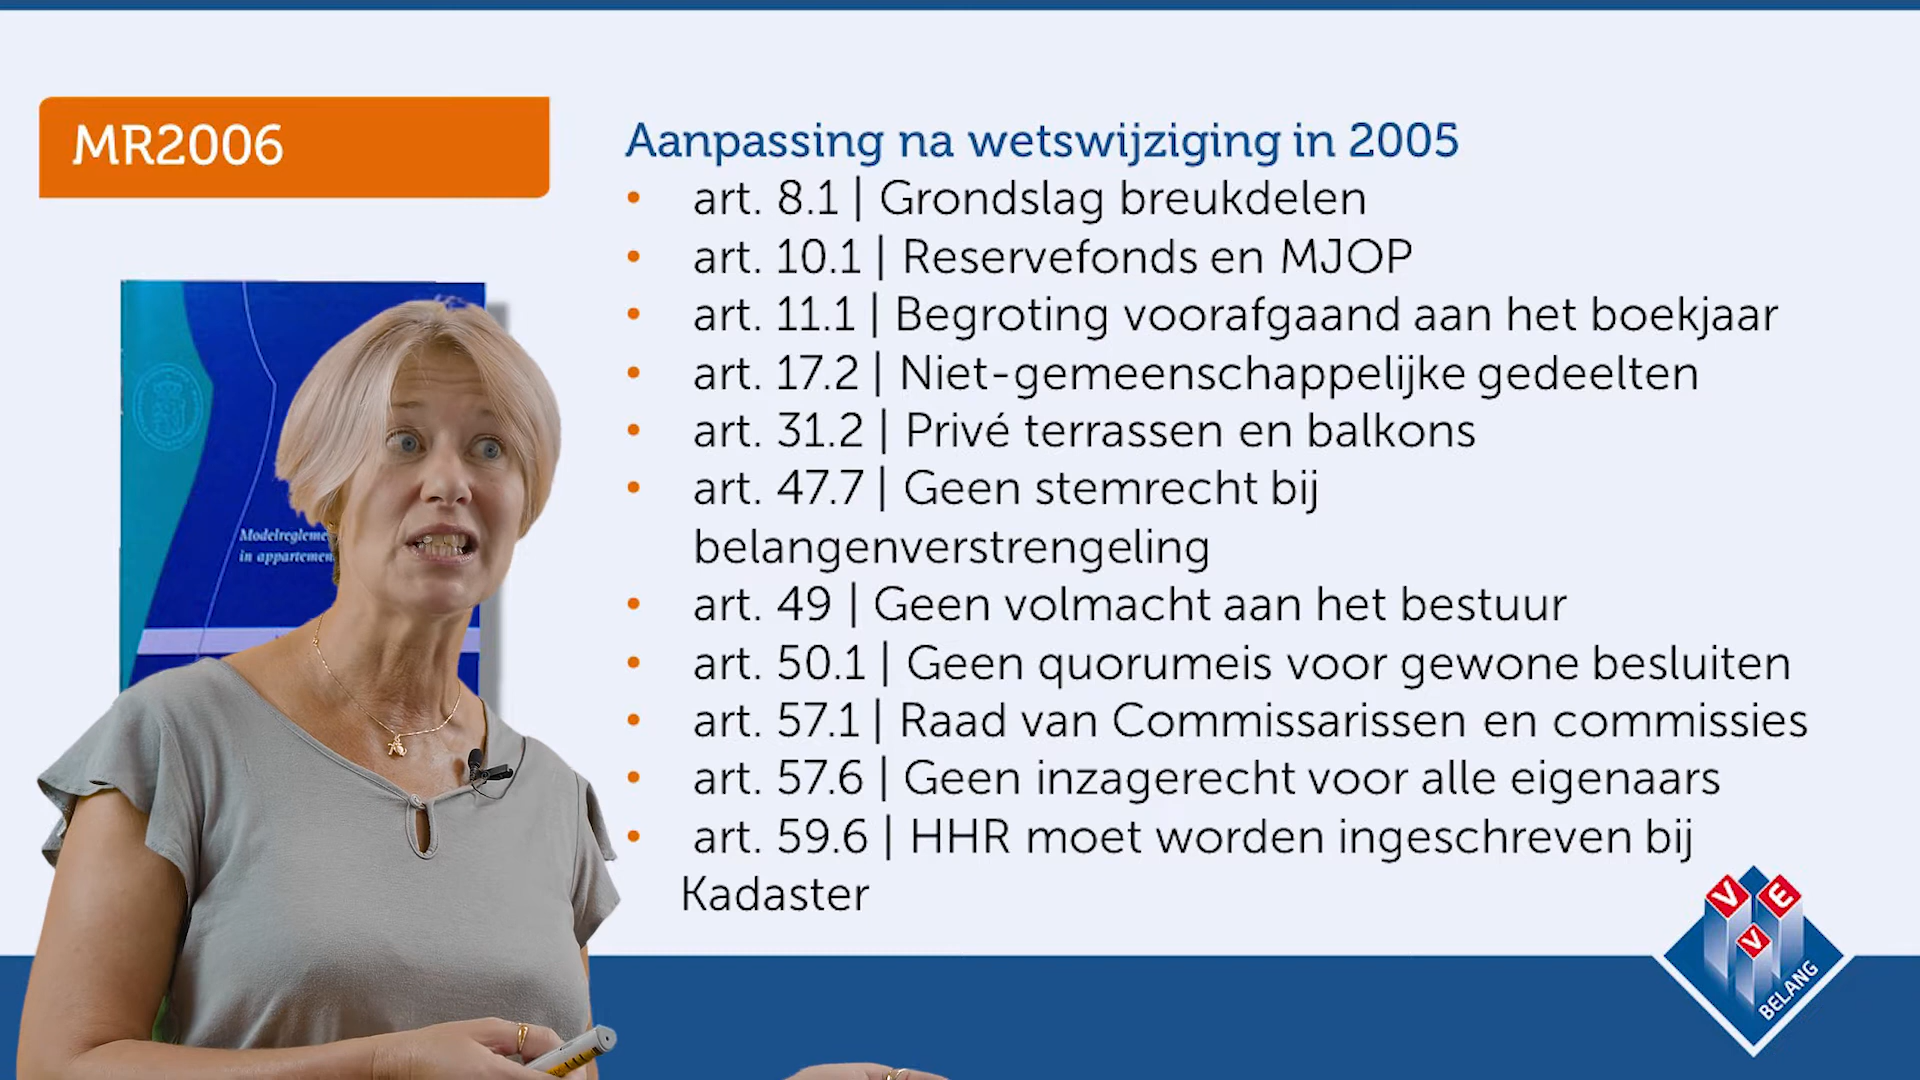 MR2006
Aanpassing na wetswijziging in 2005
• art. 8.1 | Grondslag breukdelen
• art. 10.1 | Reservefonds en MJOP
• art. 11.1 | Begroting voorafgaand aan het boekjaar
• art. 17.2 | Niet-gemeenschappelijke gedeelten
• art. 31.2 | Privé terrassen en balkons
• art. 47.7 | Geen stemrecht bij
belangenverstrengeling
• art. 49 | Geen volmacht aan het bestuur
• art. 50.1 | Geen quorumeis voor gewone besluiten
• art. 57.1 | Raad van Commissarissen en commissies
• art. 57.6 | Geen inzagerecht voor alle eigenaars
• art. 59.6 | HHR moet worden ingeschreven bij
Kadaster
in
V V E
BELANG